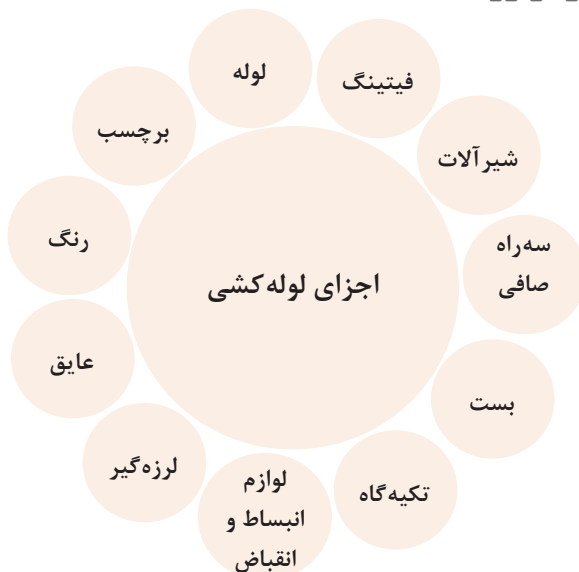 اجزای لوله‌کشی
لوله
فیتینگ
شیرآلات
سه‌راه
صافی
بست
تکیه‌گاه
لوازم
انبساط و
انقباض
لرزه‌گیر
عایق
رنگ
برچسب